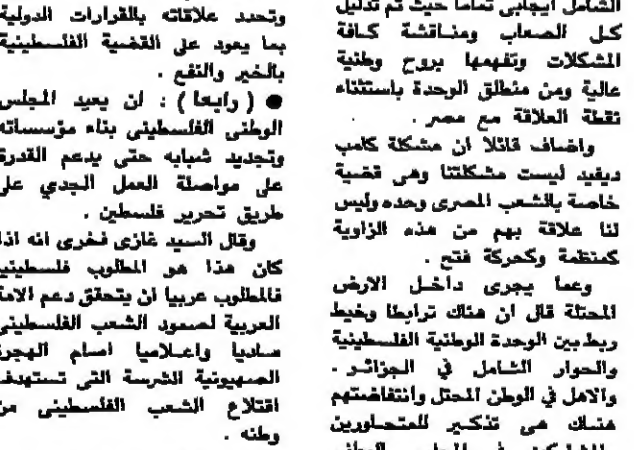 الشامل ايجابى تماما حيث تم تذليل
كل الصعاب ومناقشة كافة
المشكلات وتفهمها بروح وطنية
عالية ومن منطلق الوحدة باستثناء
نقطة العلاقة مع مصر .
واضاف قائلا ان مشكلة كامب
ديفيد ليست مشكلتنا وهى قضية
خاصة بالشعب المصرى وحده وليس
لنا علاقة بهم من هذه الزاوية
كمنظمة وكحركة فتح .
وعما يجرى داخل الارض
المحتلة قال ان هناك ترابطا وخيط
ربط بين الوحدة الوطنية الفلسطينية
والحوار الشامل في الجزائر .
والاهل في الوطن المحتل وانتفاضتهم
هناك هى تذكير للمتحاورين
وتحدد علاقاته بالقرارات الدولية
بما يعود على القضية الفلسطينية
بالخير والنفع .
● ( رابعا ) : ان يعيد المجلس
الوطنى الفلسطينى بناء مؤسساته
وتجديد شبابه حتى يدعم القدرة
على مواصلة العمل الجدي على
طريق تحرير فلسطين .
وقال السيد غازى فخرى انه اذا
كان هذا هو المطلوب فلسطينيا
فالمطلوب عربيا ان يتحقق دعم الامة
العربية لصمود الشعب الفلسطينى
ماديا واعلاميا امام الهجرة
الصهيونية الشرسة التى تستهدف
اقتلاع الشعب الفلسطينى من
وطنه .